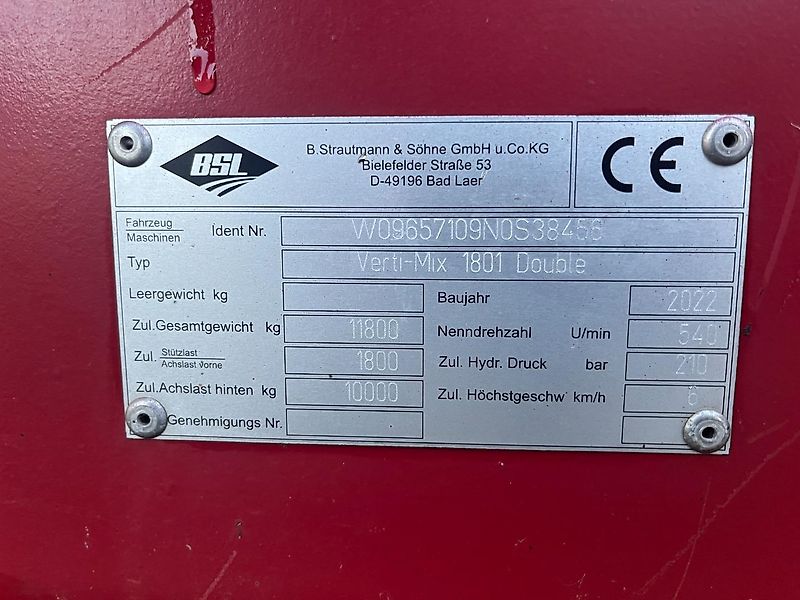 BSL
B.Strautmann & Söhne GmbH u.Co.KG
Bielefelder Straße 53
D-49196 Bad Laer
CE
Fahrzeug
Maschinen
Ident Nr. W09657109N0S38456
Typ Verti-Mix 1801 Double
Leergewicht kg
Baujahr 2022
Zul.Gesamtgewicht kg 11800
Nenndrehzahl U/min 540
Zul. Stützlast
Achslast vorne 1800
Zul. Hydr. Druck bar 210
Zul.Achslast hinten kg 10000
Zul. Höchstgeschw km/h 6
Genehmigungs Nr.